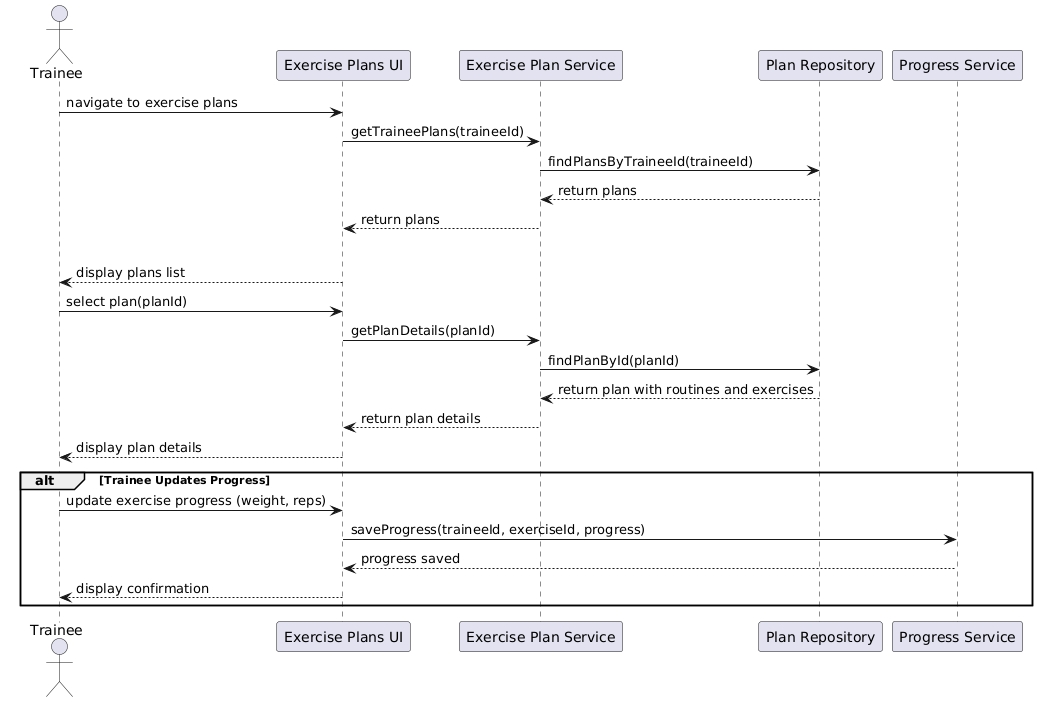 Trainee
Exercise Plans UI
Exercise Plan Service
Plan Repository
Progress Service
navigate to exercise plans
getTraineePlans(traineeId)
findPlansByTraineeId(traineeId)
return plans
return plans
display plans list
select plan(planId)
getPlanDetails(planId)
findPlanById(planId)
return plan with routines and exercises
return plan details
display plan details
alt [Trainee Updates Progress]
update exercise progress (weight, reps)
saveProgress(traineeId, exerciseId, progress)
progress saved
display confirmation
Trainee
Exercise Plans UI
Exercise Plan Service
Plan Repository
Progress Service